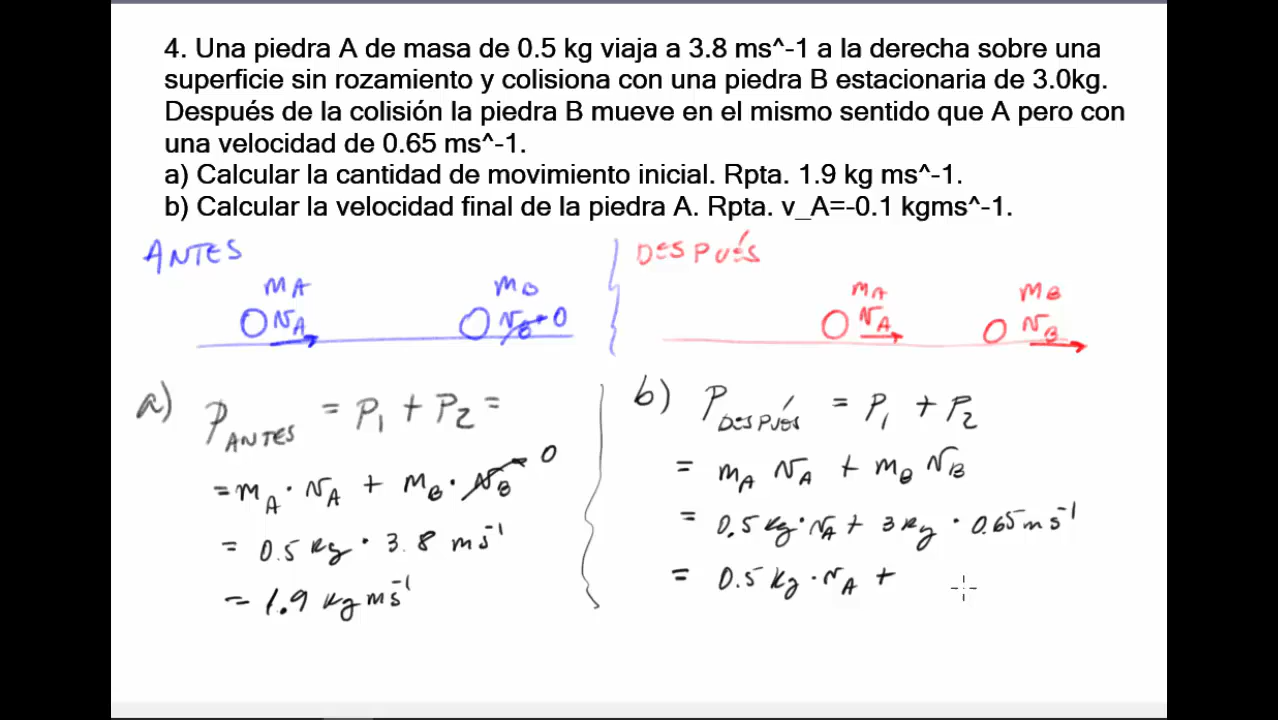 4. Una piedra A de masa de 0.5 kg viaja a 3.8 ms^-1 a la derecha sobre una
superficie sin rozamiento y colisiona con una piedra B estacionaria de 3.0kg.
Después de la colisión la piedra B mueve en el mismo sentido que A pero con
una velocidad de 0.65 ms^-1.
a) Calcular la cantidad de movimiento inicial. Rpta. 1.9 kg ms^-1.
b) Calcular la velocidad final de la piedra A. Rpta. v_A=-0.1 kgms^-1.
ANTES
mA mB
vA vB 0
DESPUÉS
mA mB
vA vB
a) P_ANTES = P₁ + P₂ =
= mA · vA + mB · vB 0
= 0.5 kg · 3.8 ms⁻¹
= 1.9 kg ms⁻¹
b) P_DESPUÉS = P₁ + P₂
= mA vA + mB vB
= 0.5 kg · vA + 3 kg · 0.65 ms⁻¹
= 0.5 kg · vA +